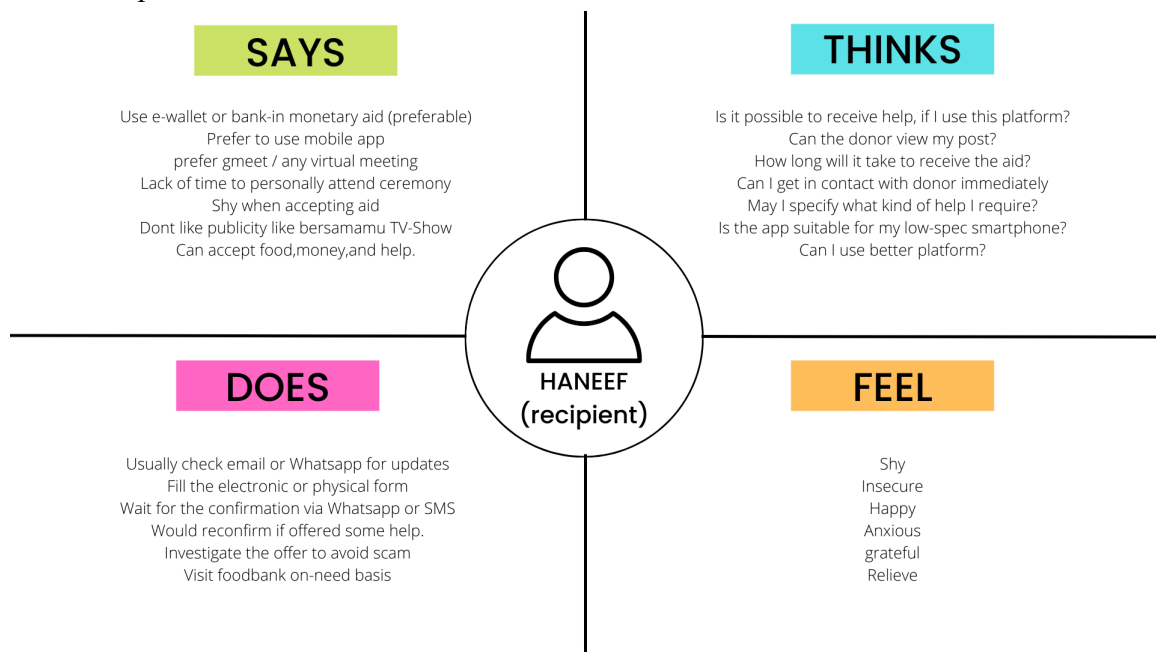 SAYS
Use e-wallet or bank-in monetary aid (preferable)
Prefer to use mobile app
prefer gmeet / any virtual meeting
Lack of time to personally attend ceremony
Shy when accepting aid
Dont like publicity like bersamamu TV-Show
Can accept food,money,and help.
THINKS
Is it possible to receive help, if I use this platform?
Can the donor view my post?
How long will it take to receive the aid?
Can I get in contact with donor immediately
May I specify what kind of help I require?
Is the app suitable for my low-spec smartphone?
Can I use better platform?
HANEEF
(recipient)
DOES
Usually check email or Whatsapp for updates
Fill the electronic or physical form
Wait for the confirmation via Whatsapp or SMS
Would reconfirm if offered some help.
Investigate the offer to avoid scam
Visit foodbank on-need basis
FEEL
Shy
Insecure
Happy
Anxious
grateful
Relieve